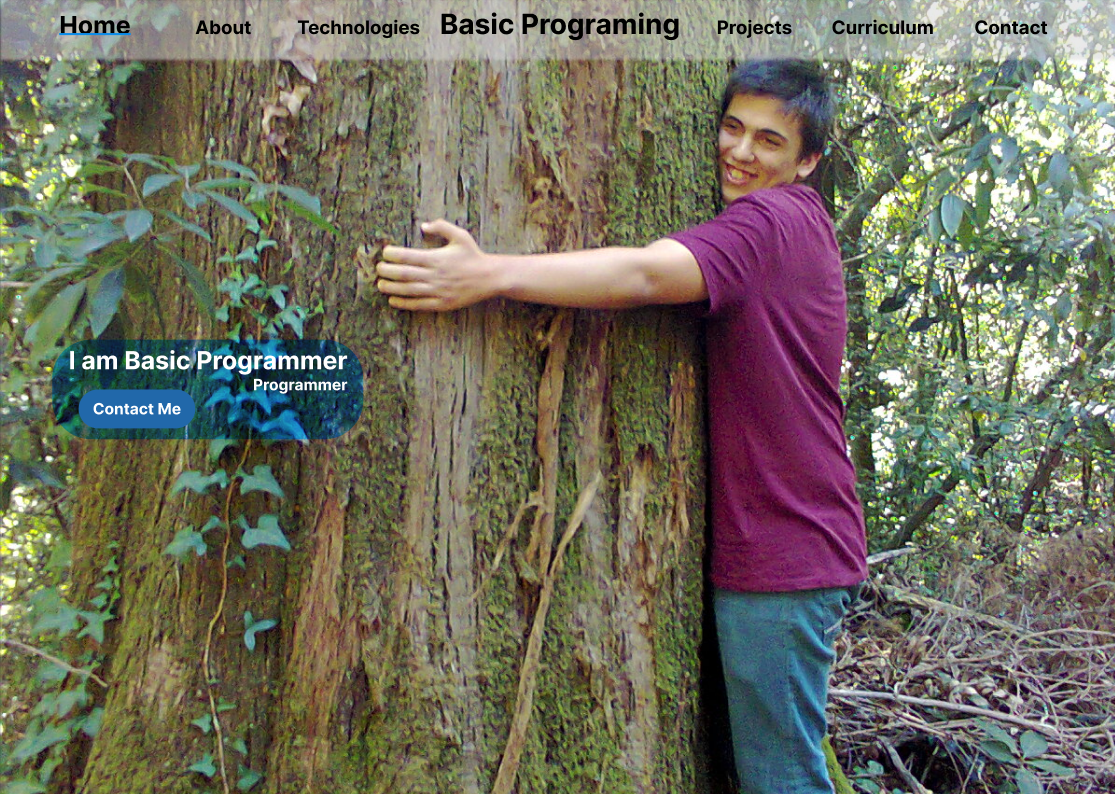 Home About Technologies Basic Programing Projects Curriculum Contact
I am Basic Programmer
Programmer
Contact Me